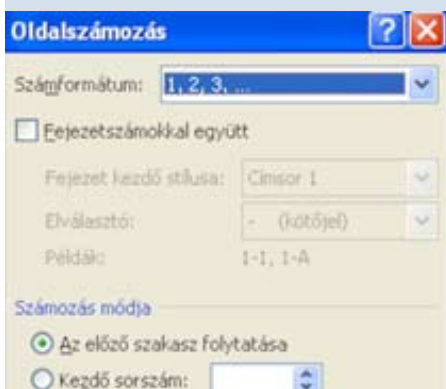 Oldalszámozás
Számformátum: 1, 2, 3, ...
Fejezetszámokkal együtt
Fejezet kezdő stílusa: Címsor 1
Elválasztó: - (kötőjel)
Példák: 1-1, 1-A
Számozás módja
Az előző szakasz folytatása
Kezdő sorszám: